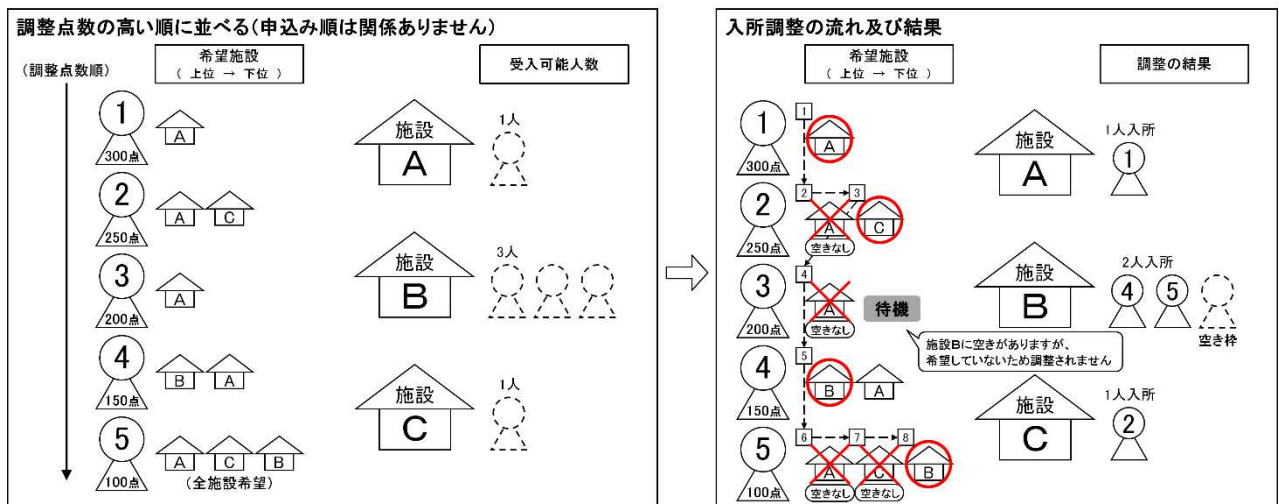 調整点数の高い順に並べる(申込み順は関係ありません)
(調整点数順)
希望施設
( 上位 → 下位 )
受入可能人数
1
300点
A
2
250点
A C
3
200点
A
4
150点
B A
5
100点
A C B
(全施設希望)
施設
A
1人
施設
B
3人
施設
C
1人
入所調整の流れ及び結果
希望施設
( 上位 → 下位 )
調整の結果
1
300点
1
A
2
250点
2 3
A C
空きなし
3
200点
4
A
空きなし
待機
施設Bに空きがありますが、
希望していないため調整されません
4
150点
5
B A
5
100点
6 7 8
A C B
空きなし 空きなし
施設
A
1人入所
1
施設
B
2人入所
4 5
空き枠
施設
C
1人入所
2